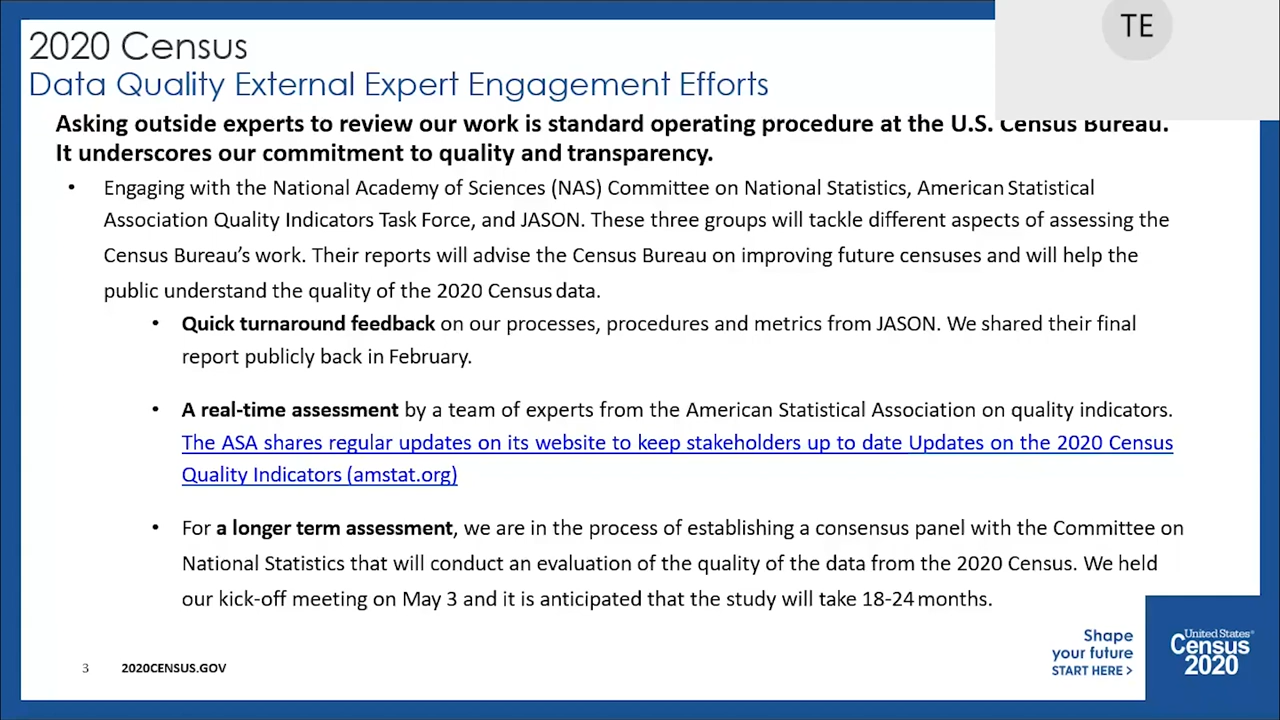 TE
2020 Census
Data Quality External Expert Engagement Efforts
Asking outside experts to review our work is standard operating procedure at the U.S. Census Bureau.
It underscores our commitment to quality and transparency.
• Engaging with the National Academy of Sciences (NAS) Committee on National Statistics, American Statistical
Association Quality Indicators Task Force, and JASON. These three groups will tackle different aspects of assessing the
Census Bureau’s work. Their reports will advise the Census Bureau on improving future censuses and will help the
public understand the quality of the 2020 Census data.
• Quick turnaround feedback on our processes, procedures and metrics from JASON. We shared their final
report publicly back in February.
• A real-time assessment by a team of experts from the American Statistical Association on quality indicators.
The ASA shares regular updates on its website to keep stakeholders up to date Updates on the 2020 Census
Quality Indicators (amstat.org)
• For a longer term assessment, we are in the process of establishing a consensus panel with the Committee on
National Statistics that will conduct an evaluation of the quality of the data from the 2020 Census. We held
our kick-off meeting on May 3 and it is anticipated that the study will take 18-24 months.
Shape
your future
START HERE >
United States®
Census
2020
3 2020CENSUS.GOV